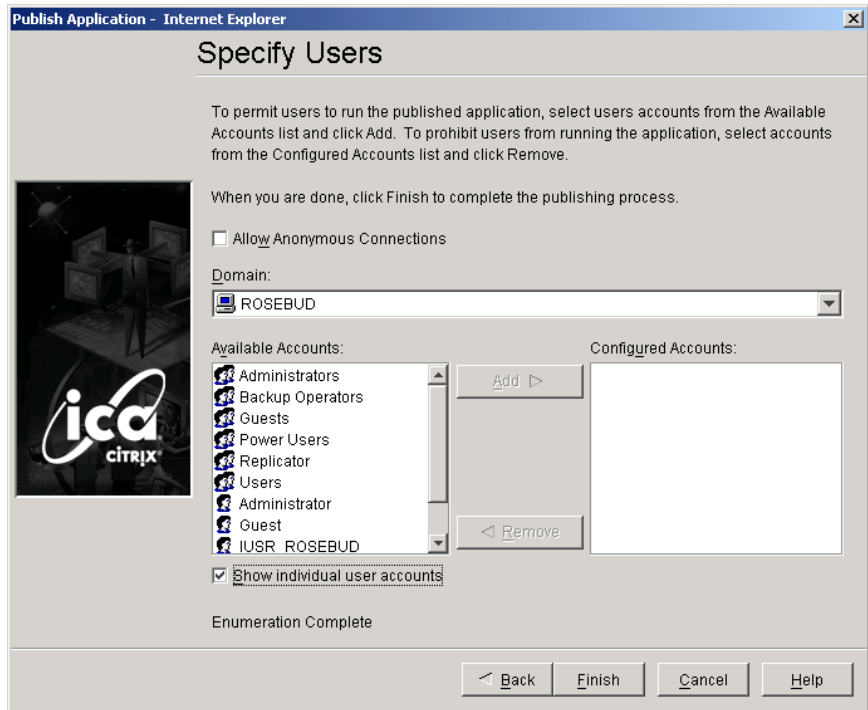 Publish Application - Internet Explorer
Specify Users
To permit users to run the published application, select users accounts from the Available
Accounts list and click Add. To prohibit users from running the application, select accounts
from the Configured Accounts list and click Remove.
When you are done, click Finish to complete the publishing process.
Allow Anonymous Connections
Domain:
ROSEBUD
Available Accounts:
Configured Accounts:
Administrators
Backup Operators
Guests
Power Users
Replicator
Users
Administrator
Guest
IUSR_ROSEBUD
Add
Remove
Show individual user accounts
Enumeration Complete
ica
CITRIX
Back
Finish
Cancel
Help